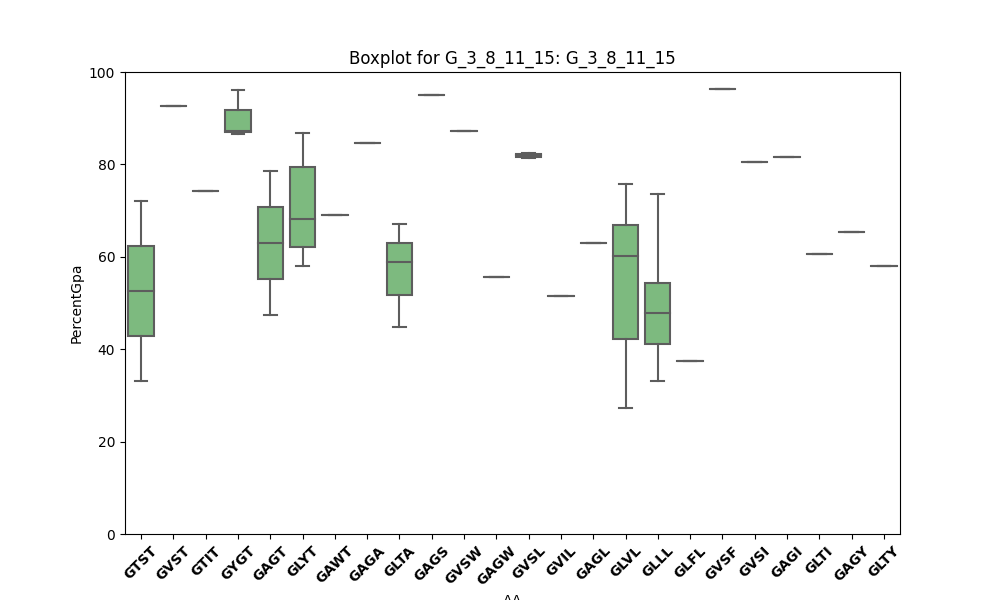 Boxplot for G_3_8_11_15: G_3_8_11_15
100
80
60
40
20
0
PercentGpa
GTST GVST GTIT GYGT GAGT GLYT GAWT GAGA GLTA GAGS GVSW GAGW GVSL GVIL GAGL GLVL GLLL GLFL GVSF GVSI GAGI GLTI GAGY GLTY
AA